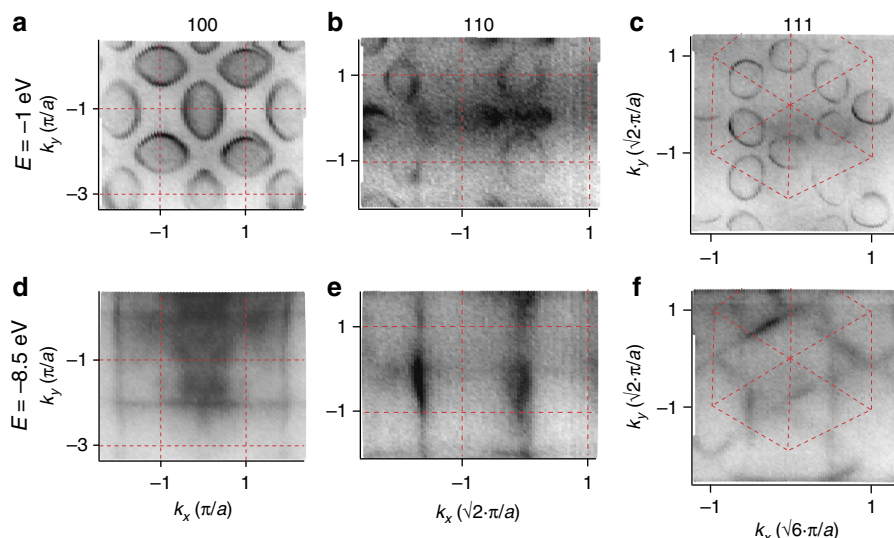 a 100 b 110 c 111
E = –1 eV
k_y (π/a)
1
–1
–3
–1 1
1
–1
–1 1
k_y (√2·π/a)
1
–1
–1 1
d e f
E = –8.5 eV
k_y (π/a)
1
–1
–3
–1 1
k_x (π/a)
1
–1
–1 1
k_x (√2·π/a)
k_y (√2·π/a)
1
–1
–1 1
k_x (√6·π/a)